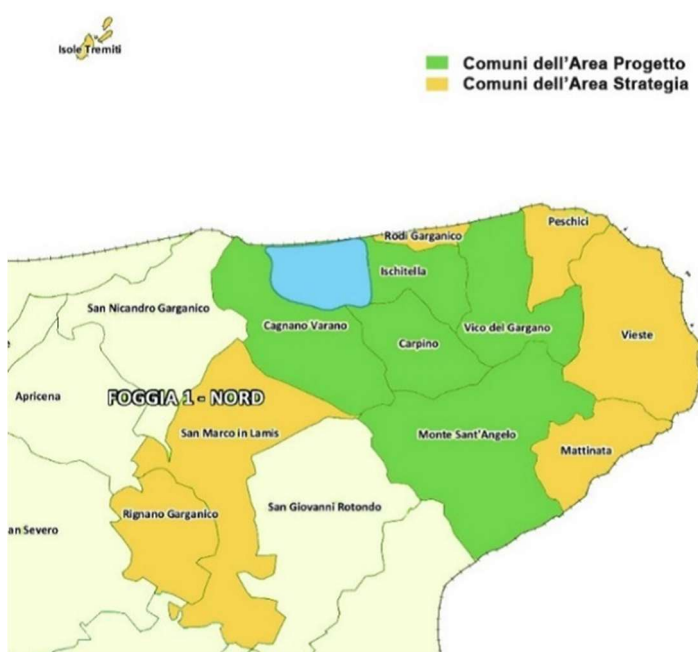 Isole Tremiti
Comuni dell'Area Progetto
Comuni dell'Area Strategia
Peschici
Rodi Garganico
Ischitella
San Nicandro Garganico
Cagnano Varano
Vico del Gargano
Vieste
Carpino
Apricena
FOGGIA 1 - NORD
San Marco in Lamis
Monte Sant'Angelo
Mattinata
San Giovanni Rotondo
Rignano Garganico
an Severo